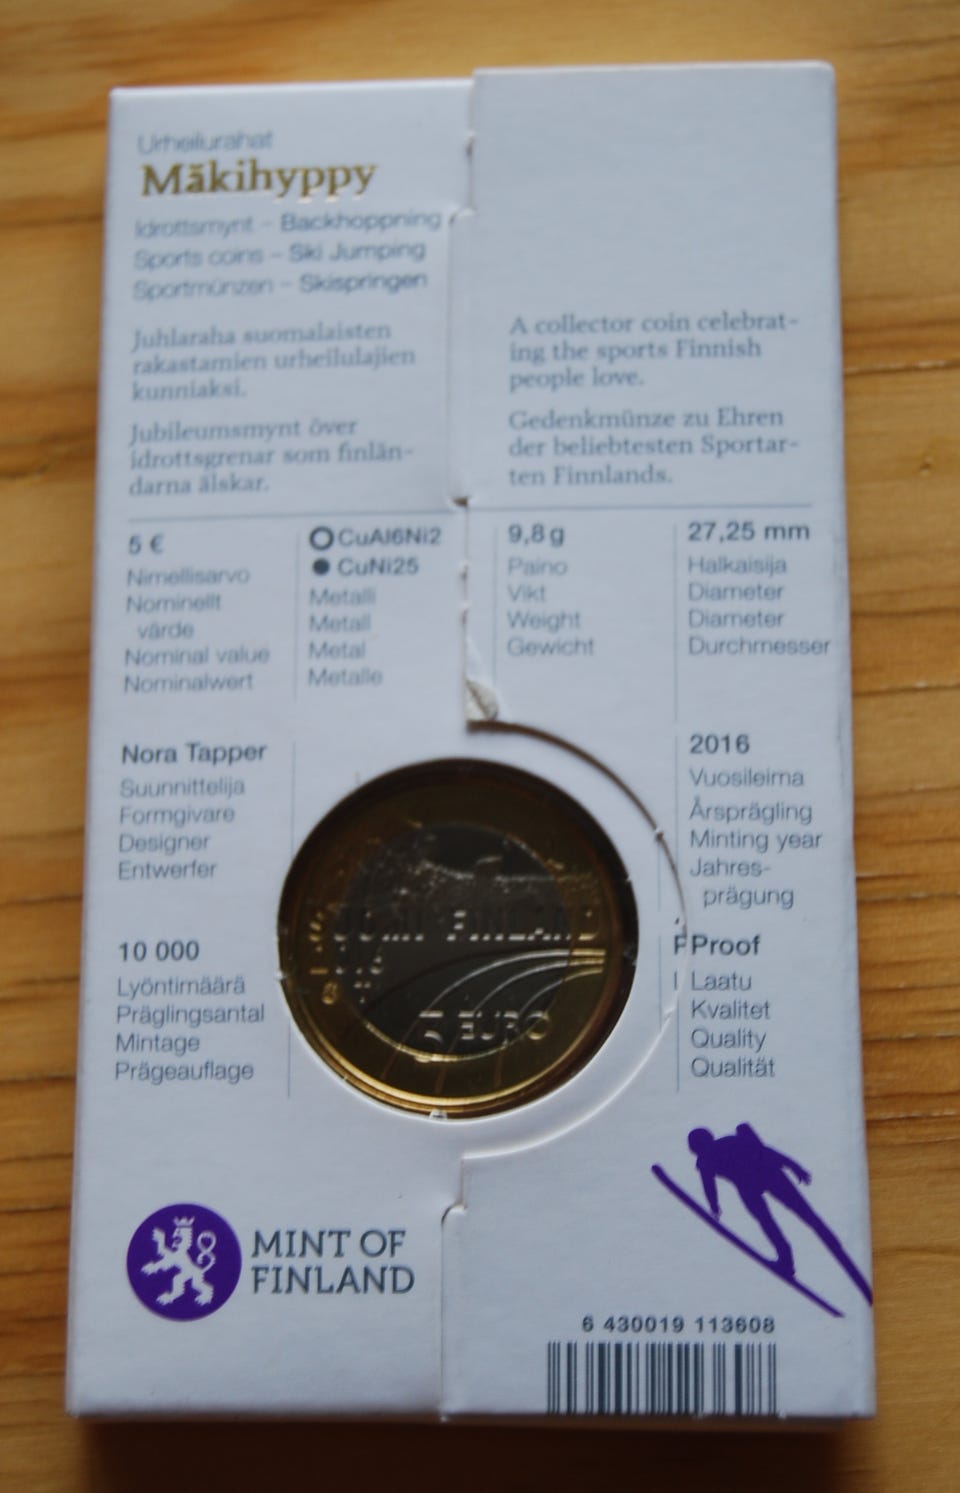 Urheilurahat
Mäkihyppy
Idrottsmynt – Backhoppning
Sports coins – Ski Jumping
Sportmünzen – Skispringen
Juhlaraha suomalaisten
rakastamien urheilulajien
kunniaksi.
Jubileumsmynt över
idrottsgrenar som finlän-
darna älskar.
A collector coin celebrat-
ing the sports Finnish
people love.
Gedenkmünze zu Ehren
der beliebtesten Sportar-
ten Finnlands.
5 €
Nimellisarvo
Nominellt
värde
Nominal value
Nominalwert
CuAl6Ni2
CuNi25
Metalli
Metall
Metal
Metalle
9,8 g
Paino
Vikt
Weight
Gewicht
27,25 mm
Halkaisija
Diameter
Diameter
Durchmesser
Nora Tapper
Suunnittelija
Formgivare
Designer
Entwerfer
2016
Vuosileima
Årsprägling
Minting year
Jahres-
prägung
10 000
Lyöntimäärä
Präglingsantal
Mintage
Prägeauflage
Proof
Laatu
Kvalitet
Quality
Qualität
SUOMI FINLAND
5 EURO
MINT OF
FINLAND
6 430019 113608